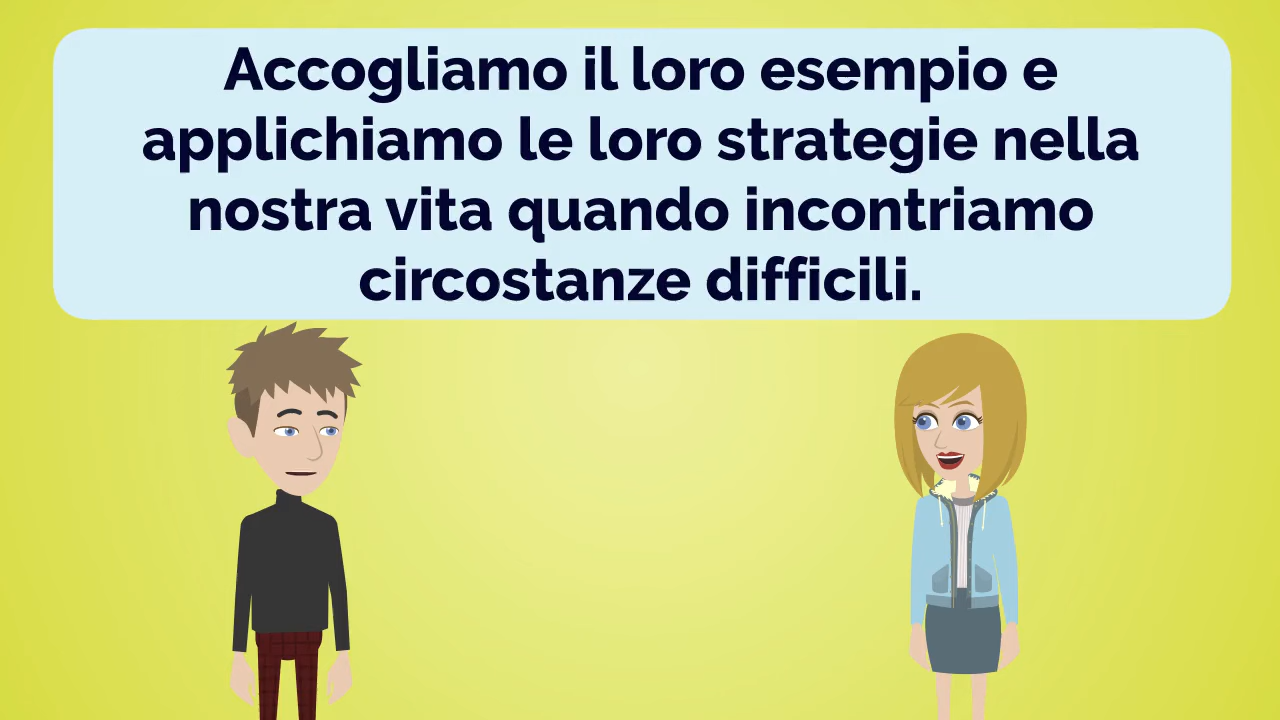 Accogliamo il loro esempio e
applichiamo le loro strategie nella
nostra vita quando incontriamo
circostanze difficili.